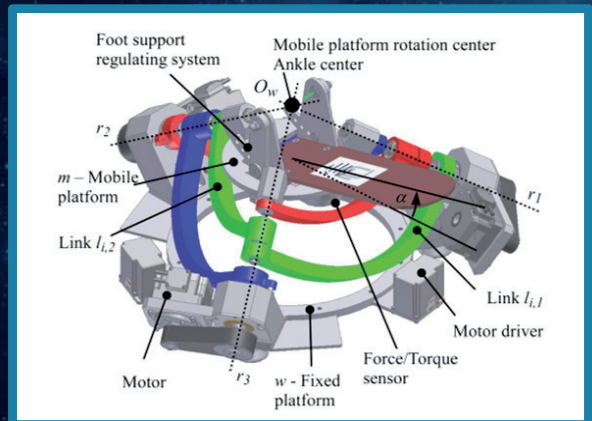 Foot support
regulating system
Mobile platform rotation center
Ankle center
O_w
r_2
m – Mobile
platform
r_1
α
Link l_{i,2}
Link l_{i,1}
Motor driver
Force/Torque
sensor
Motor
r_3
w - Fixed
platform